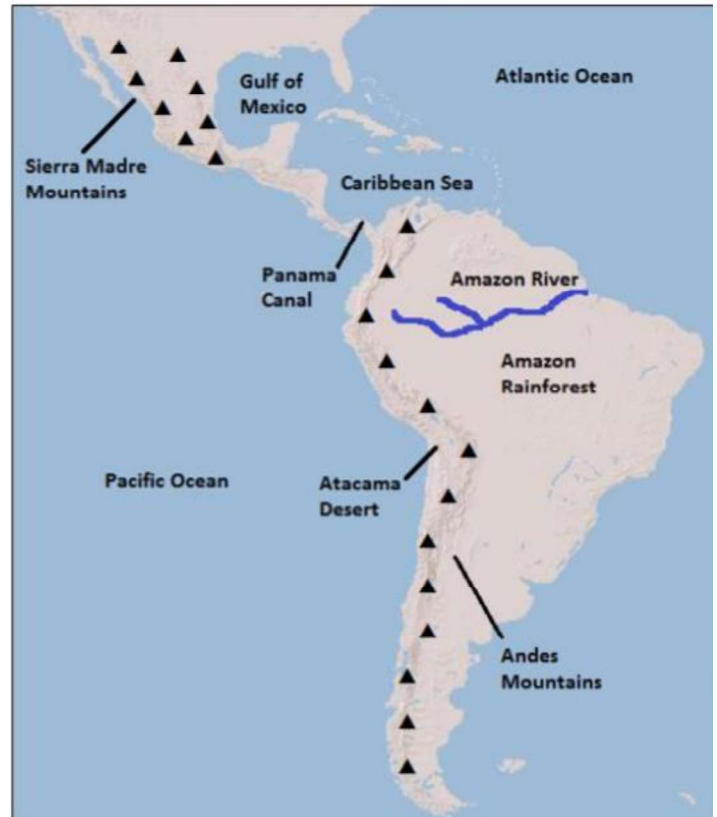 Gulf of
Mexico
Atlantic Ocean
Sierra Madre
Mountains
Caribbean Sea
Panama
Canal
Amazon River
Amazon
Rainforest
Pacific Ocean
Atacama
Desert
Andes
Mountains